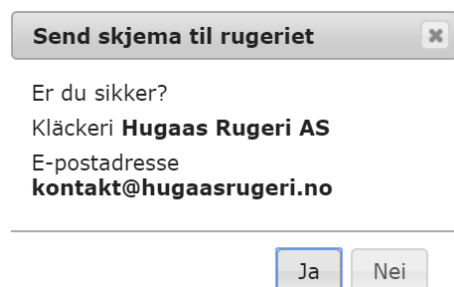 Send skjema til rugeriet
Er du sikker?
Kläckeri Hugaas Rugeri AS
E-postadresse
kontakt@hugaasrugeri.no
Ja Nei